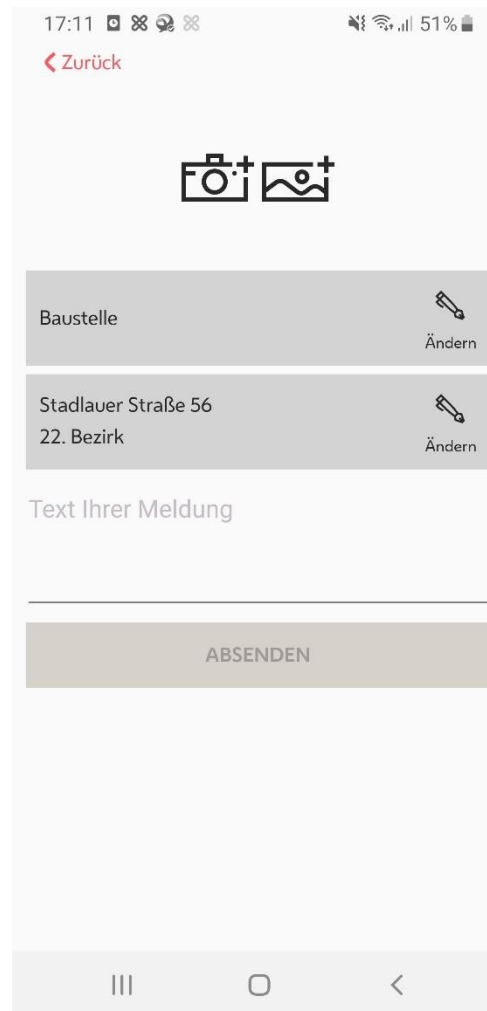 17:11 51%
Zurück
Baustelle
Ändern
Stadlauer Straße 56
22. Bezirk
Ändern
Text Ihrer Meldung
ABSENDEN